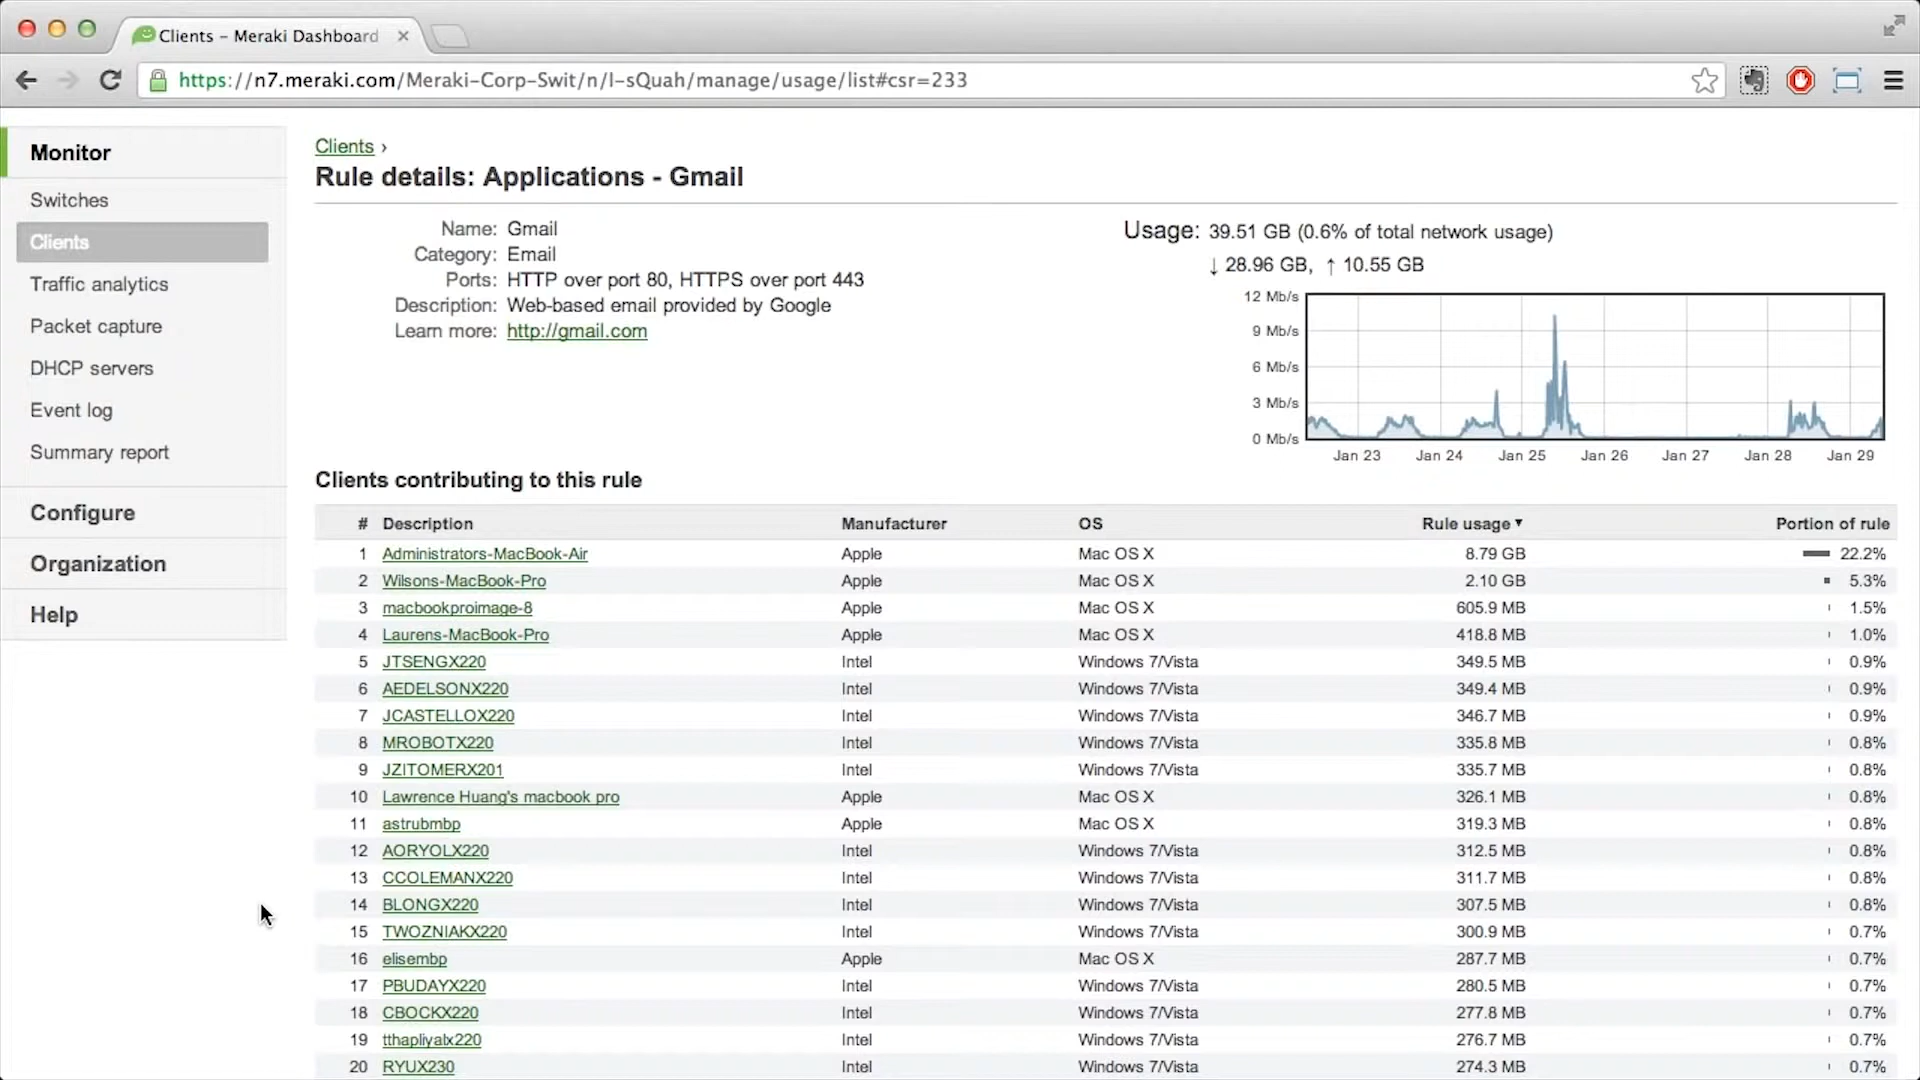 Clients – Meraki Dashboard
https://n7.meraki.com/Meraki-Corp-Swit/n/I-sQuah/manage/usage/list#csr=233
Monitor
Switches
Clients
Traffic analytics
Packet capture
DHCP servers
Event log
Summary report
Configure
Organization
Help
Clients ›
Rule details: Applications - Gmail
Name: Gmail
Category: Email
Ports: HTTP over port 80, HTTPS over port 443
Description: Web-based email provided by Google
Learn more: http://gmail.com
Usage: 39.51 GB (0.6% of total network usage)
↓ 28.96 GB, ↑ 10.55 GB
12 Mb/s
9 Mb/s
6 Mb/s
3 Mb/s
0 Mb/s
Jan 23 Jan 24 Jan 25 Jan 26 Jan 27 Jan 28 Jan 29
Clients contributing to this rule
# Description Manufacturer OS Rule usage ▼ Portion of rule
1 Administrators-MacBook-Air Apple Mac OS X 8.79 GB 22.2%
2 Wilsons-MacBook-Pro Apple Mac OS X 2.10 GB 5.3%
3 macbookproimage-8 Apple Mac OS X 605.9 MB 1.5%
4 Laurens-MacBook-Pro Apple Mac OS X 418.8 MB 1.0%
5 JTSENGX220 Intel Windows 7/Vista 349.5 MB 0.9%
6 AEDELSONX220 Intel Windows 7/Vista 349.4 MB 0.9%
7 JCASTELLOX220 Intel Windows 7/Vista 346.7 MB 0.9%
8 MROBOTX220 Intel Windows 7/Vista 335.8 MB 0.8%
9 JZITOMERX201 Intel Windows 7/Vista 335.7 MB 0.8%
10 Lawrence Huang's macbook pro Apple Mac OS X 326.1 MB 0.8%
11 astrubmbp Apple Mac OS X 319.3 MB 0.8%
12 AORYOLX220 Intel Windows 7/Vista 312.5 MB 0.8%
13 CCOLEMANX220 Intel Windows 7/Vista 311.7 MB 0.8%
14 BLONGX220 Intel Windows 7/Vista 307.5 MB 0.8%
15 TWOZNIAKX220 Intel Windows 7/Vista 300.9 MB 0.7%
16 elisembp Apple Mac OS X 287.7 MB 0.7%
17 PBUDAYX220 Intel Windows 7/Vista 280.5 MB 0.7%
18 CBOCKX220 Intel Windows 7/Vista 277.8 MB 0.7%
19 tthapliyalx220 Intel Windows 7/Vista 276.7 MB 0.7%
20 RYUX230 Intel Windows 7/Vista 274.3 MB 0.7%